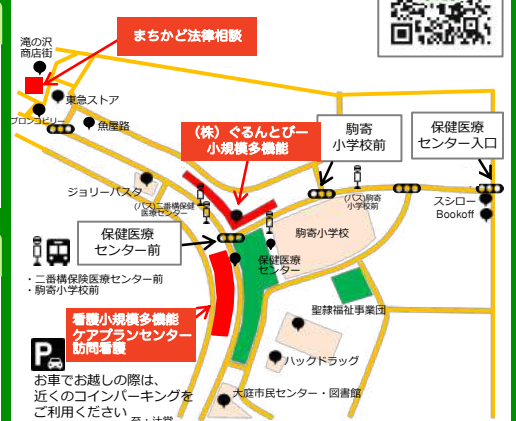 まちかど法律相談
滝の沢
商店街
東急ストア
ブロンコビリー
魚屋路
(株)ぐるんとびー
小規模多機能
駒寄
小学校前
保健医療
センター入口
ジョリーパスタ
(バス)二番構保健
医療センター
(バス)駒寄
小学校前
スシロー
Bookoff
保健医療
センター前
駒寄小学校
保健医療
センター
・二番構保険医療センター前
・駒寄小学校前
聖隷福祉事業団
看護小規模多機能
ケアプランセンター
訪問看護
P
ハックドラッグ
お車でお越しの際は、
近くのコインパーキングを
ご利用ください
大庭市民センター・図書館